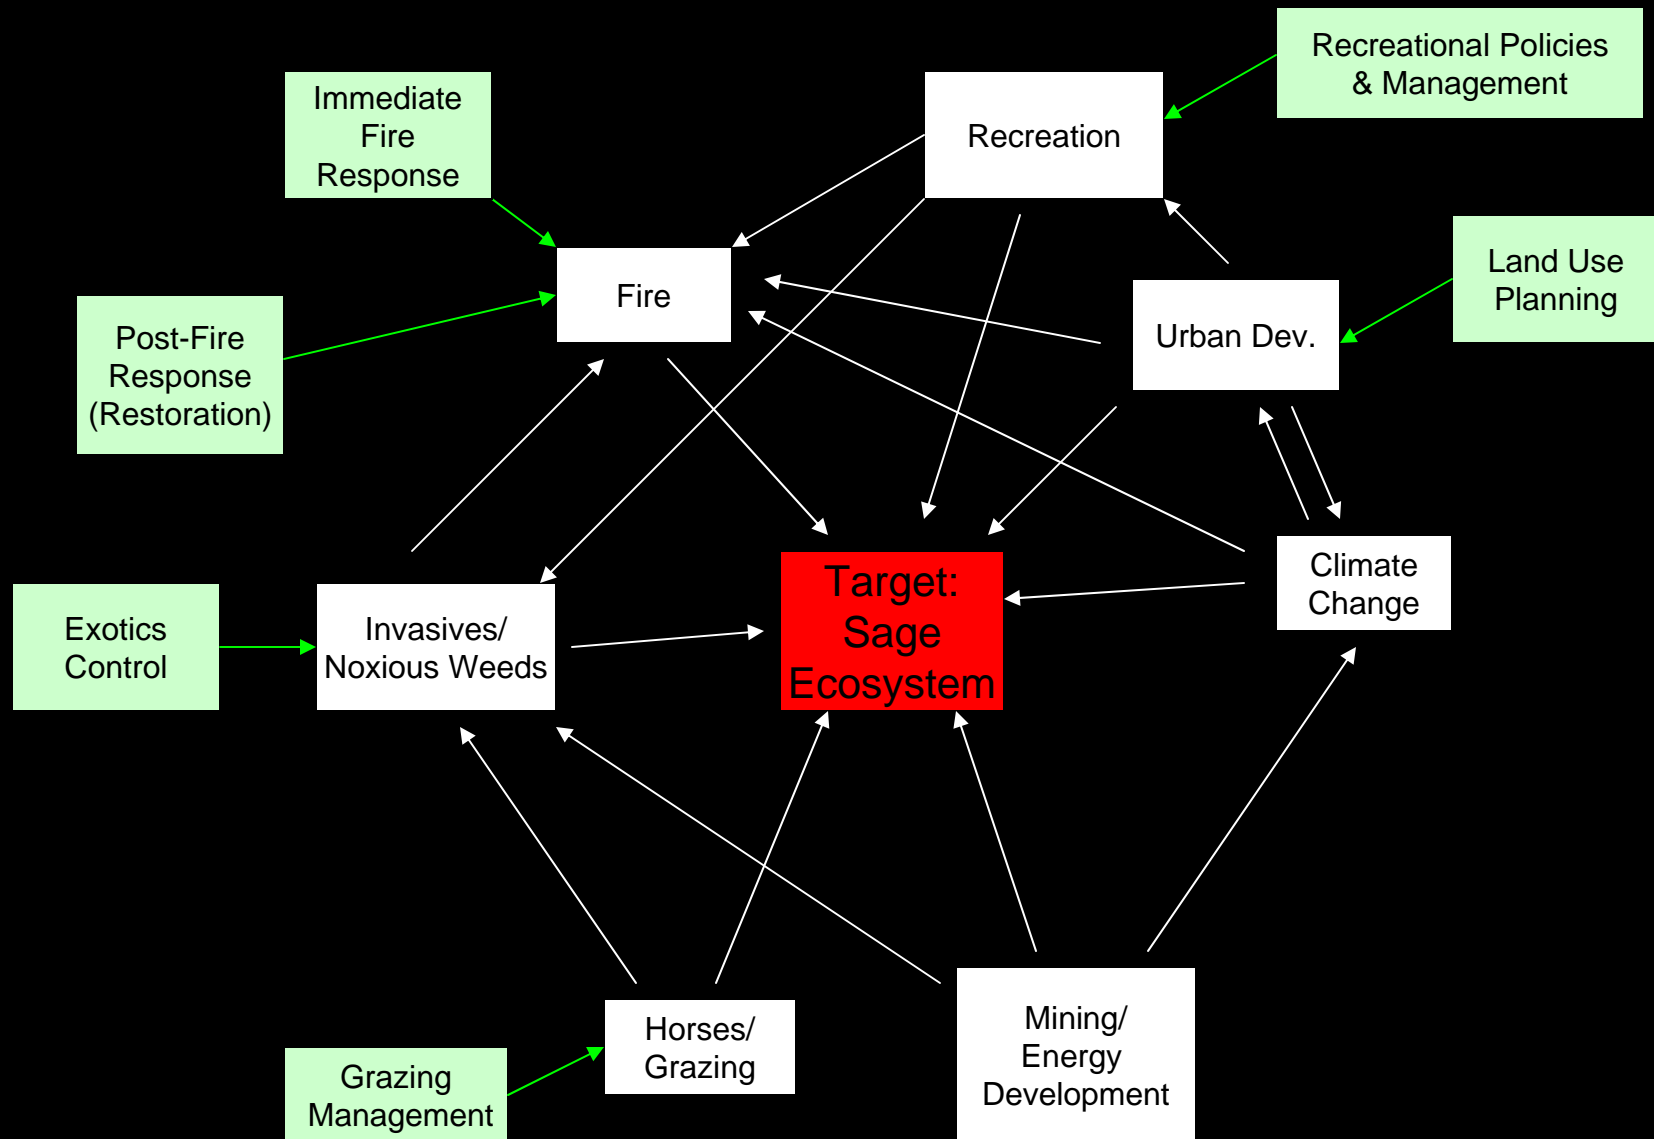 Recreational Policies
& Management
Immediate
Fire
Response
Recreation
Land Use
Planning
Fire
Urban Dev.
Post-Fire
Response
(Restoration)
Climate
Change
Target:
Sage
Ecosystem
Exotics
Control
Invasives/
Noxious Weeds
Horses/
Grazing
Mining/
Energy
Development
Grazing
Management